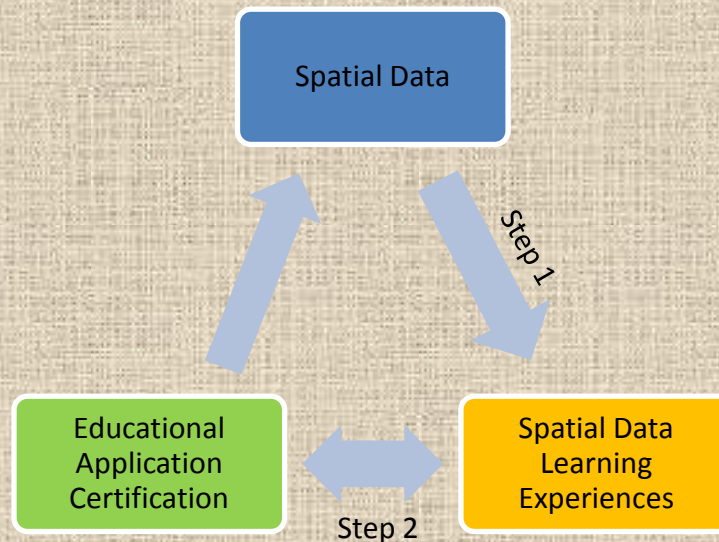 Spatial Data
Step 1
Educational
Application
Certification
Spatial Data
Learning
Experiences
Step 2